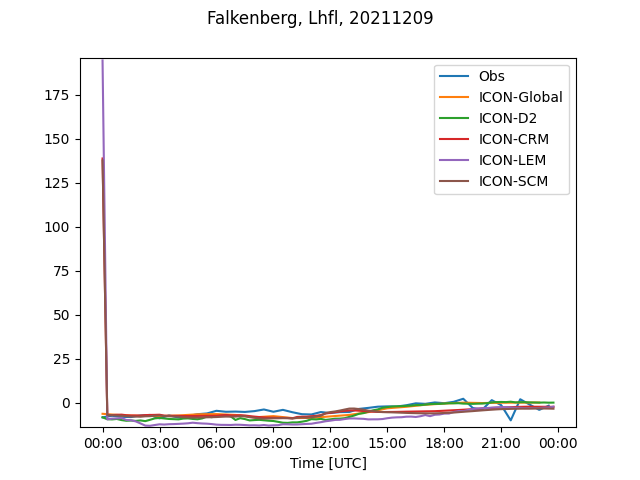 Falkenberg, Lhfl, 20211209
175
150
125
100
75
50
25
0
Obs
ICON-Global
ICON-D2
ICON-CRM
ICON-LEM
ICON-SCM
00:00 03:00 06:00 09:00 12:00 15:00 18:00 21:00 00:00
Time [UTC]